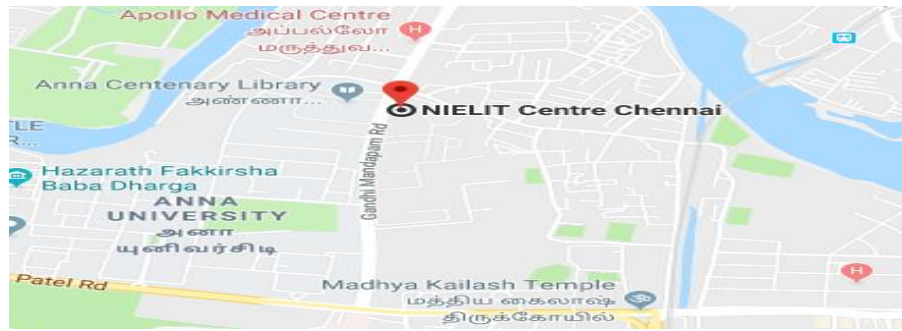 Apollo Medical Centre
அப்பல்லோ
மருத்துவ...
Anna Centenary Library
அண்ணா...
NIELIT Centre Chennai
TLE
R...
Gandhi Mandapam Rd
Hazarath Fakkirsha
Baba Dharga
ANNA
UNIVERSITY
அனா
யுனிவர்சிடி
Patel Rd
Madhya Kailash Temple
மத்திய கைலாஷ்
திருக்கோயில்
H
H